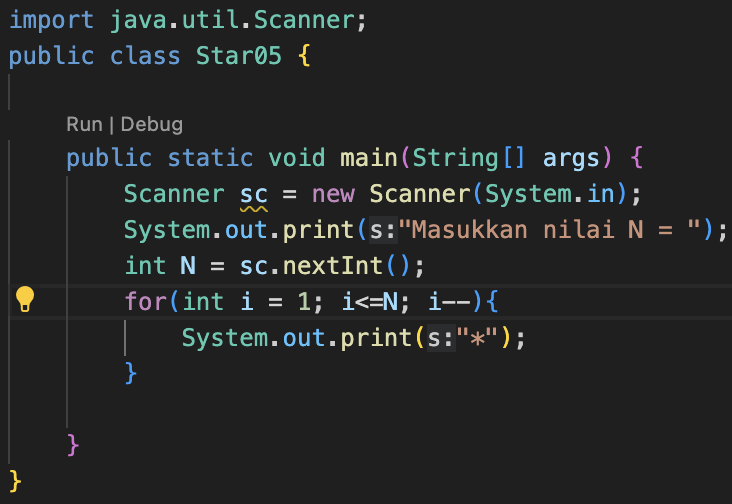 import java.util.Scanner;
public class Star05 {
Run | Debug
public static void main(String[] args) {
Scanner sc = new Scanner(System.in);
System.out.print(s:"Masukkan nilai N = ");
int N = sc.nextInt();
for(int i = 1; i<=N; i--){
System.out.print(s:"*");
}
}
}